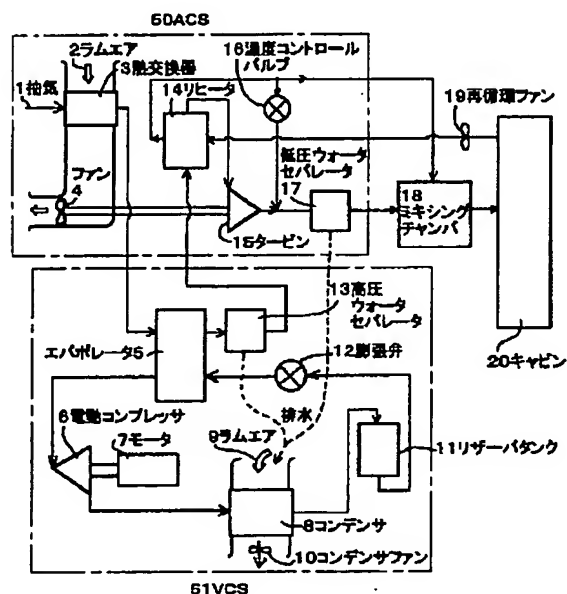 50ACS
2ラムエア
3熱交換器
1抽気
ファン
4
14リヒータ
16温度コントロール
バルブ
低圧ウォータ
セパレータ
17
15タービン
18
ミキシング
チャンバ
19再循環ファン
20キャビン
エバポレータ5
13高圧
ウォータ
セパレータ
12膨張弁
6電動コンプレッサ
7モータ
排水
9ラムエア
8コンデンサ
10コンデンサファン
11リザーバタンク
51VCS